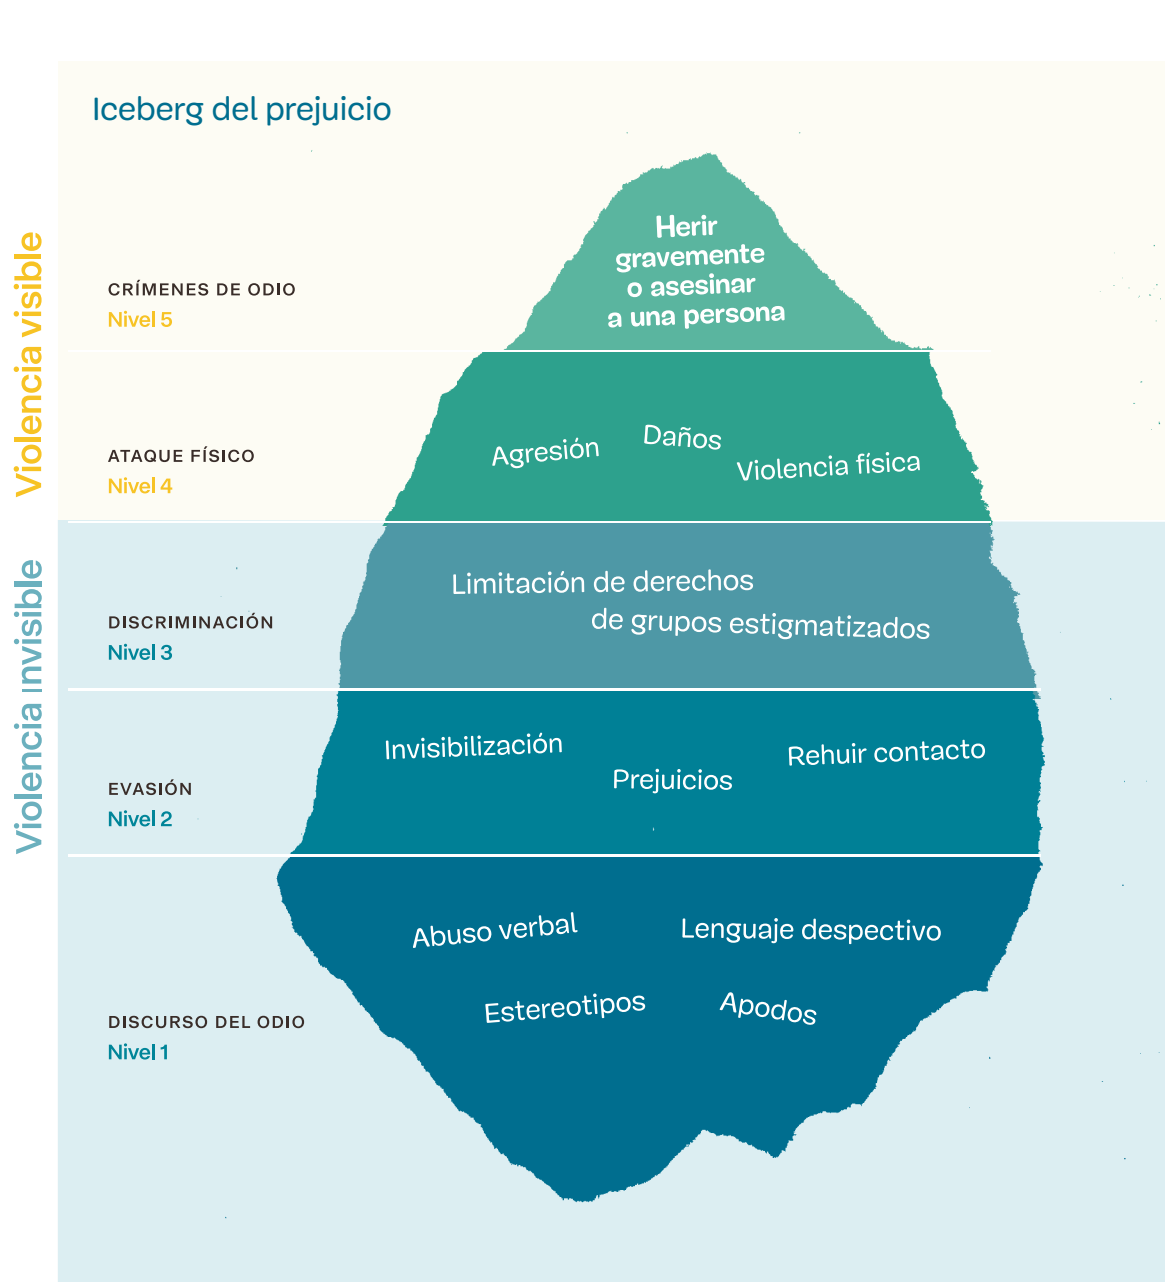 Iceberg del prejuicio
Violencia visible
CRÍMENES DE ODIO
Nivel 5
Herir
gravemente
o asesinar
a una persona
ATAQUE FÍSICO
Nivel 4
Agresión
Daños
Violencia física
Violencia invisible
DISCRIMINACIÓN
Nivel 3
Limitación de derechos
de grupos estigmatizados
EVASIÓN
Nivel 2
Invisibilización
Prejuicios
Rehuir contacto
DISCURSO DEL ODIO
Nivel 1
Abuso verbal
Lenguaje despectivo
Estereotipos
Apodos